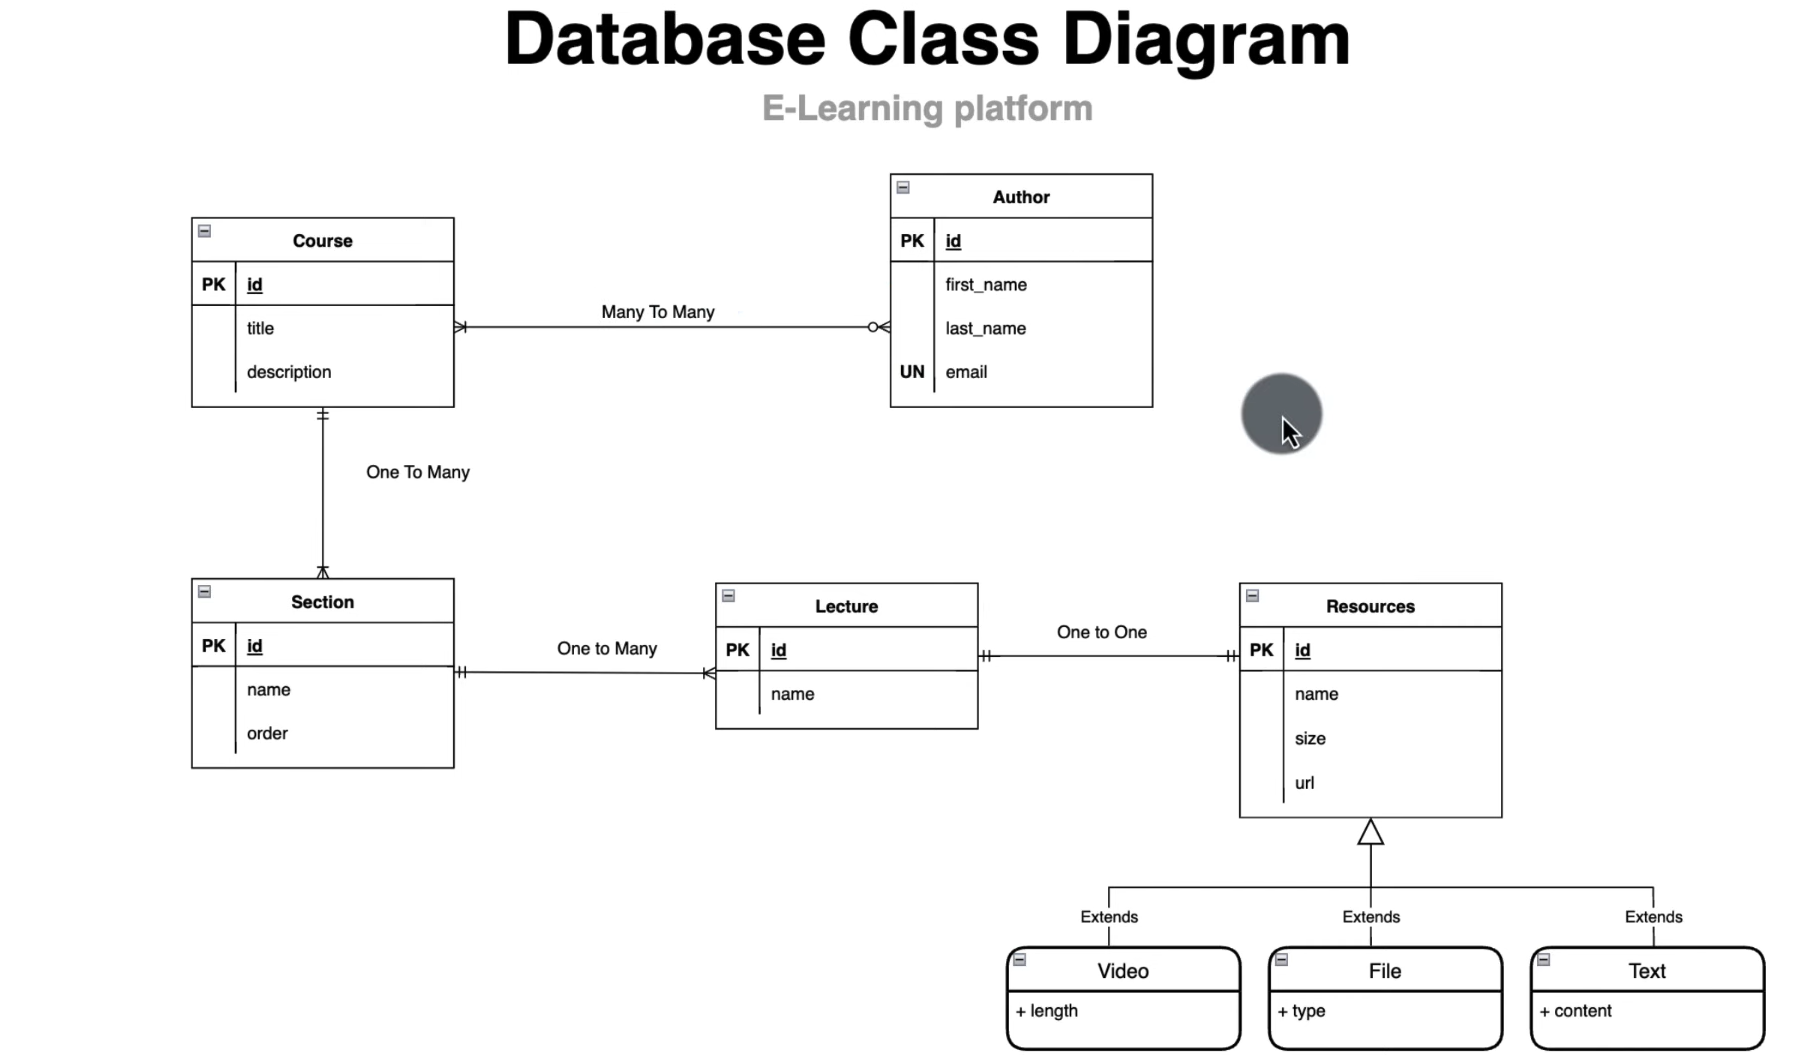 Database Class Diagram
E-Learning platform
Course
PK id
title
description
Many To Many
Author
PK id
first_name
last_name
UN email
One To Many
Section
PK id
name
order
One to Many
Lecture
PK id
name
One to One
Resources
PK id
name
size
url
Extends
Extends
Extends
Video
+ length
File
+ type
Text
+ content